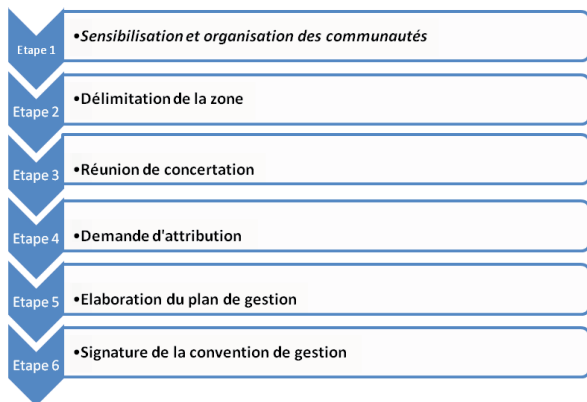 Etape 1
•Sensibilisation et organisation des communautés
Etape 2
•Délimitation de la zone
Etape 3
•Réunion de concertation
Etape 4
•Demande d'attribution
Etape 5
•Elaboration du plan de gestion
Etape 6
•Signature de la convention de gestion